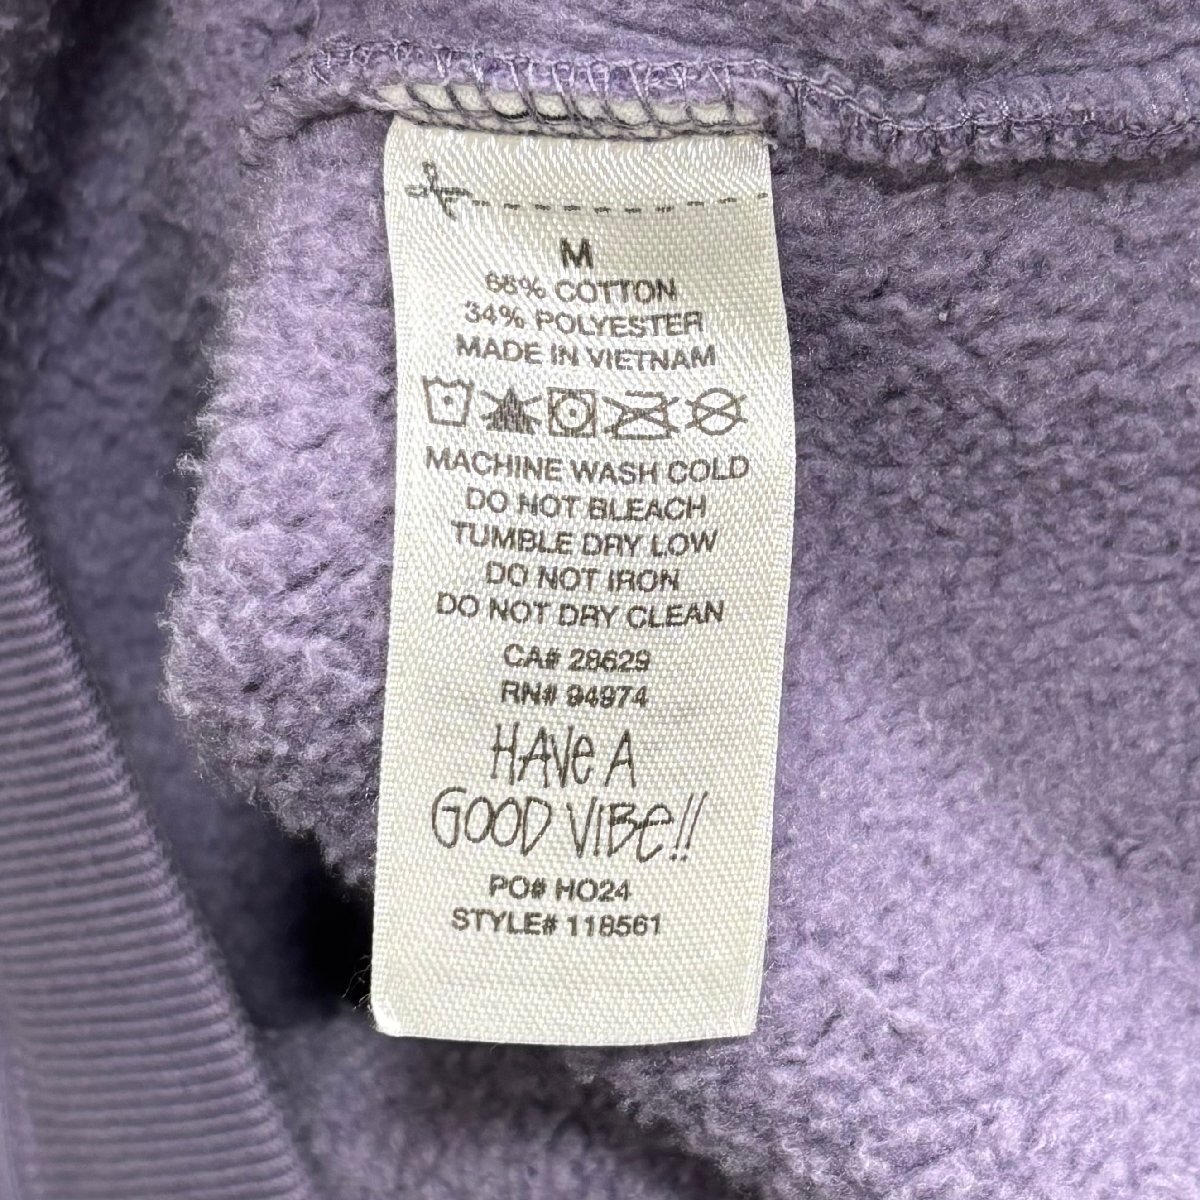 M
66% COTTON
34% POLYESTER
MADE IN VIETNAM
MACHINE WASH COLD
DO NOT BLEACH
TUMBLE DRY LOW
DO NOT IRON
DO NOT DRY CLEAN
CA# 28629
RN# 94974
HAVe A
GOOD VIBe!!
PO# HO24
STYLE# 118561